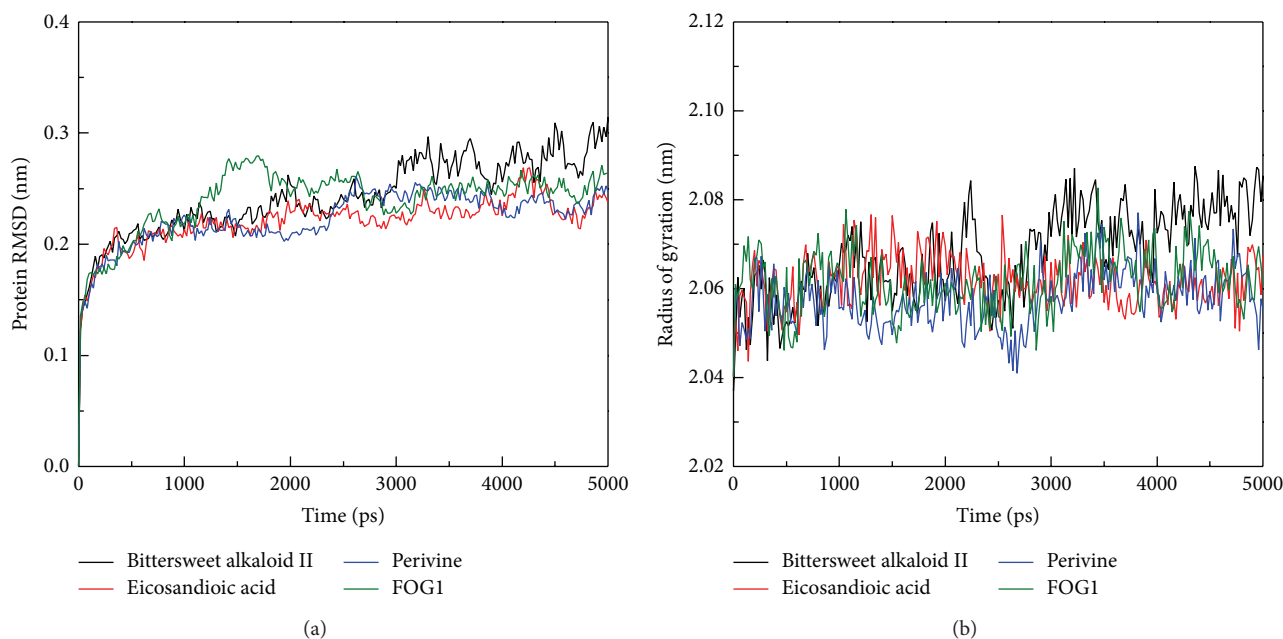 0.4
0.3
0.2
0.1
0.0
Protein RMSD (nm)
0 1000 2000 3000 4000 5000
Time (ps)
Bittersweet alkaloid II
Eicosandioic acid
Perivine
FOG1
(a)
2.12
2.10
2.08
2.06
2.04
2.02
Radius of gyration (nm)
0 1000 2000 3000 4000 5000
Time (ps)
Bittersweet alkaloid II
Eicosandioic acid
Perivine
FOG1
(b)